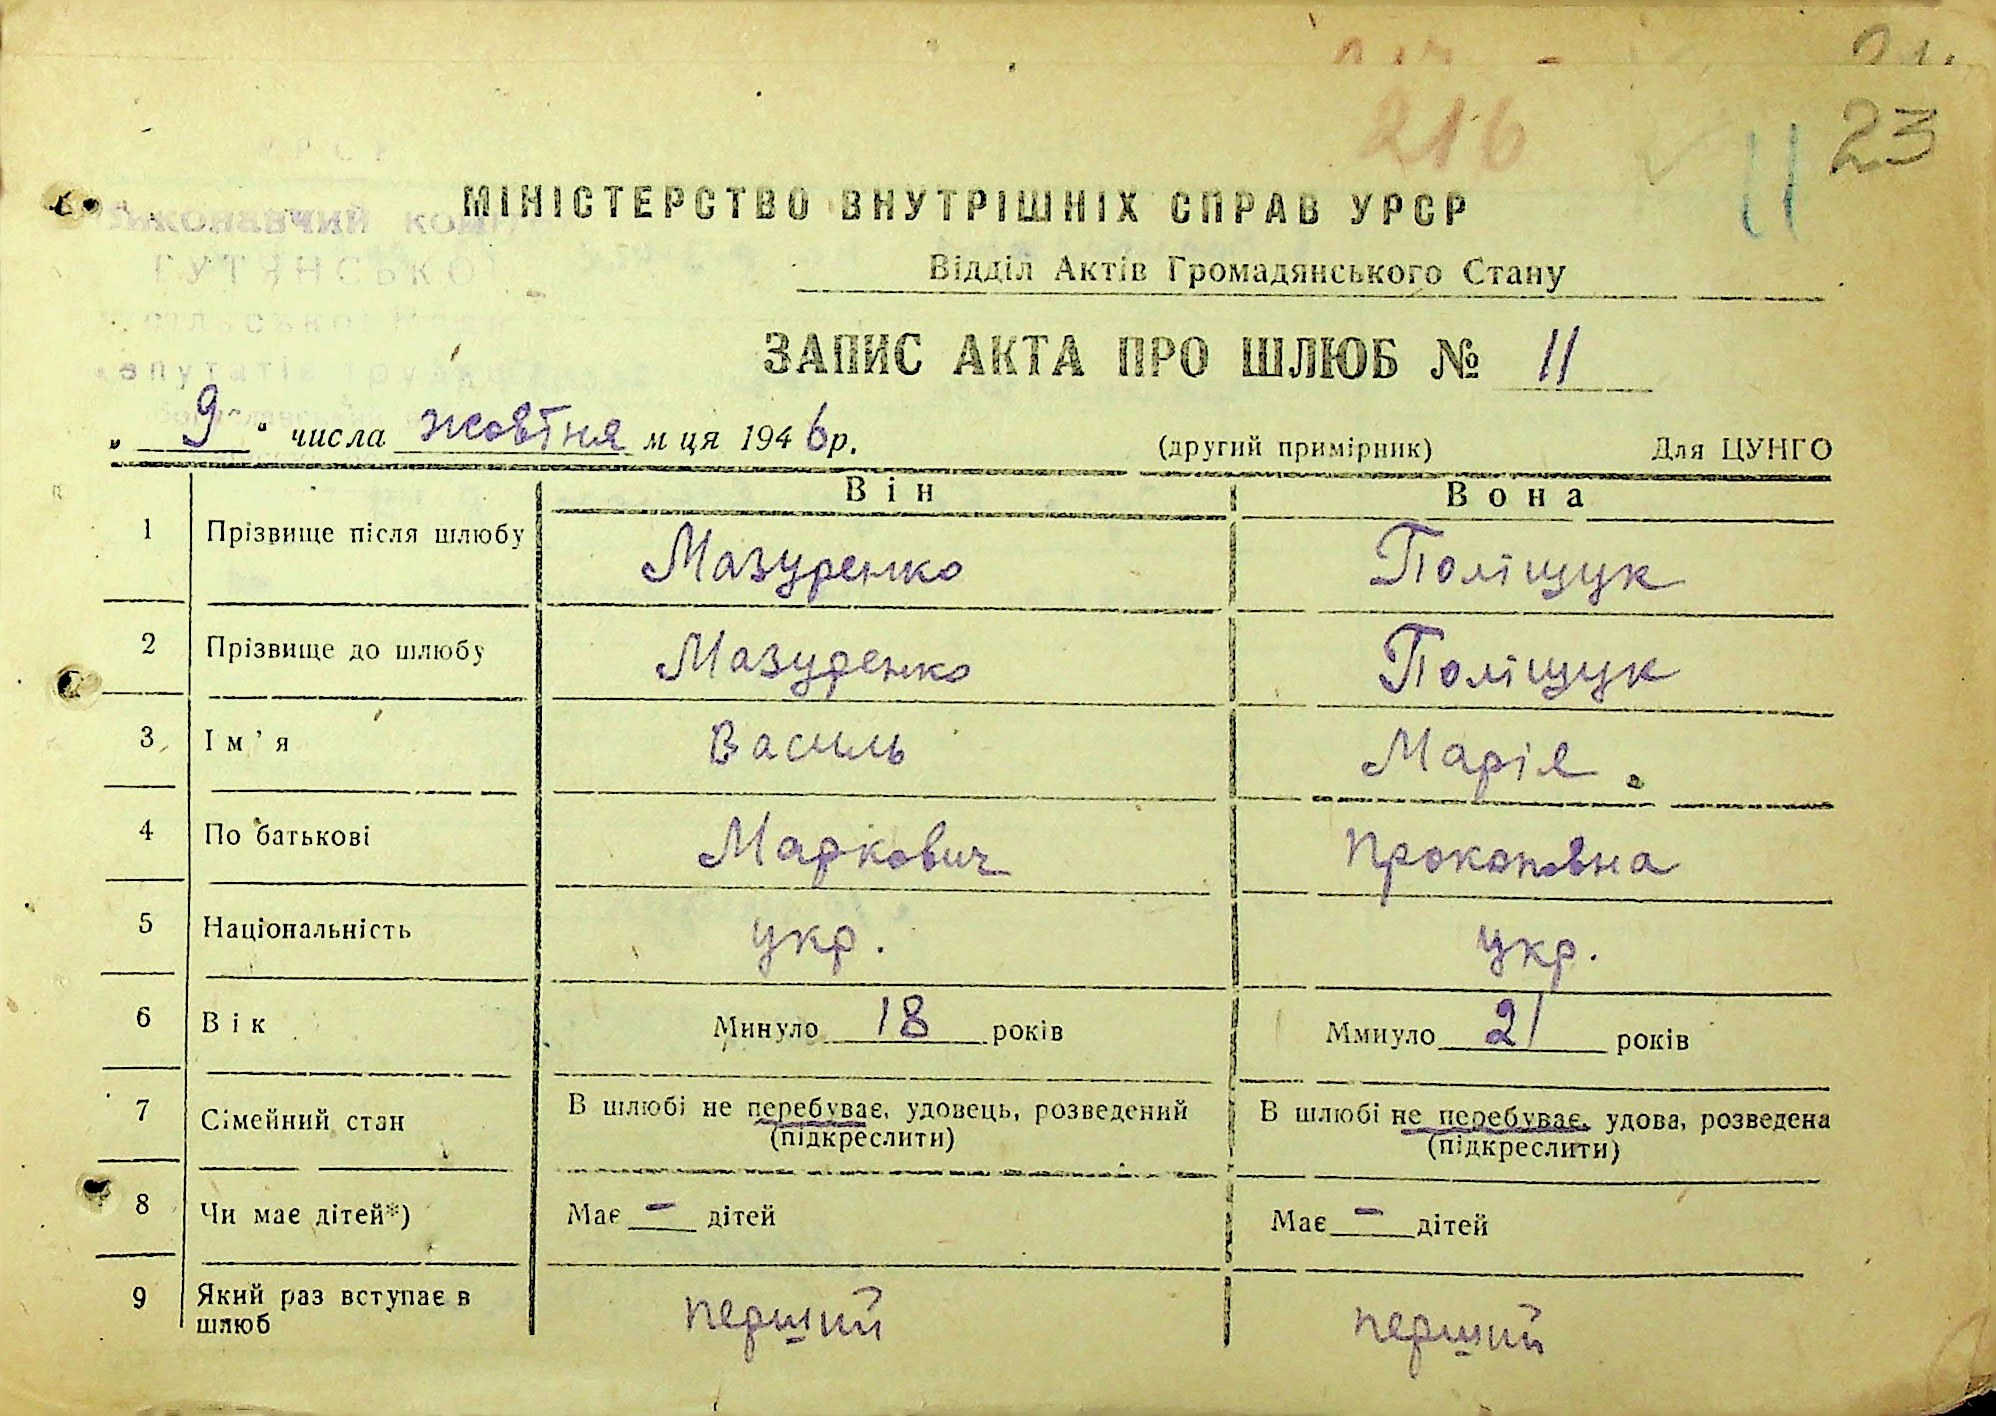 216
11
23
МІНІСТЕРСТВО ВНУТРІШНІХ СПРАВ УРСР
Відділ Актів Громадянського Стану
ЗАПИС АКТА ПРО ШЛЮБ № 11
„ 9 " числа жовтня м ця 1946р. (другий примірник) Для ЦУНГО
Він Вона
1 Прізвище після шлюбу Мазуренко Поліщук
2 Прізвище до шлюбу Мазуренко Поліщук
3 Ім'я Василь Марія
4 По батькові Маркович Прокоповна
5 Національність укр. укр.
6 Вік Минуло 18 років Ммнуло 21 років
7 Сімейний стан В шлюбі не перебуває, удовець, розведений В шлюбі не перебуває, удова, розведена
(підкреслити) (підкреслити)
8 Чи має дітей*) Має – дітей Має – дітей
9 Який раз вступає в шлюб перший перший